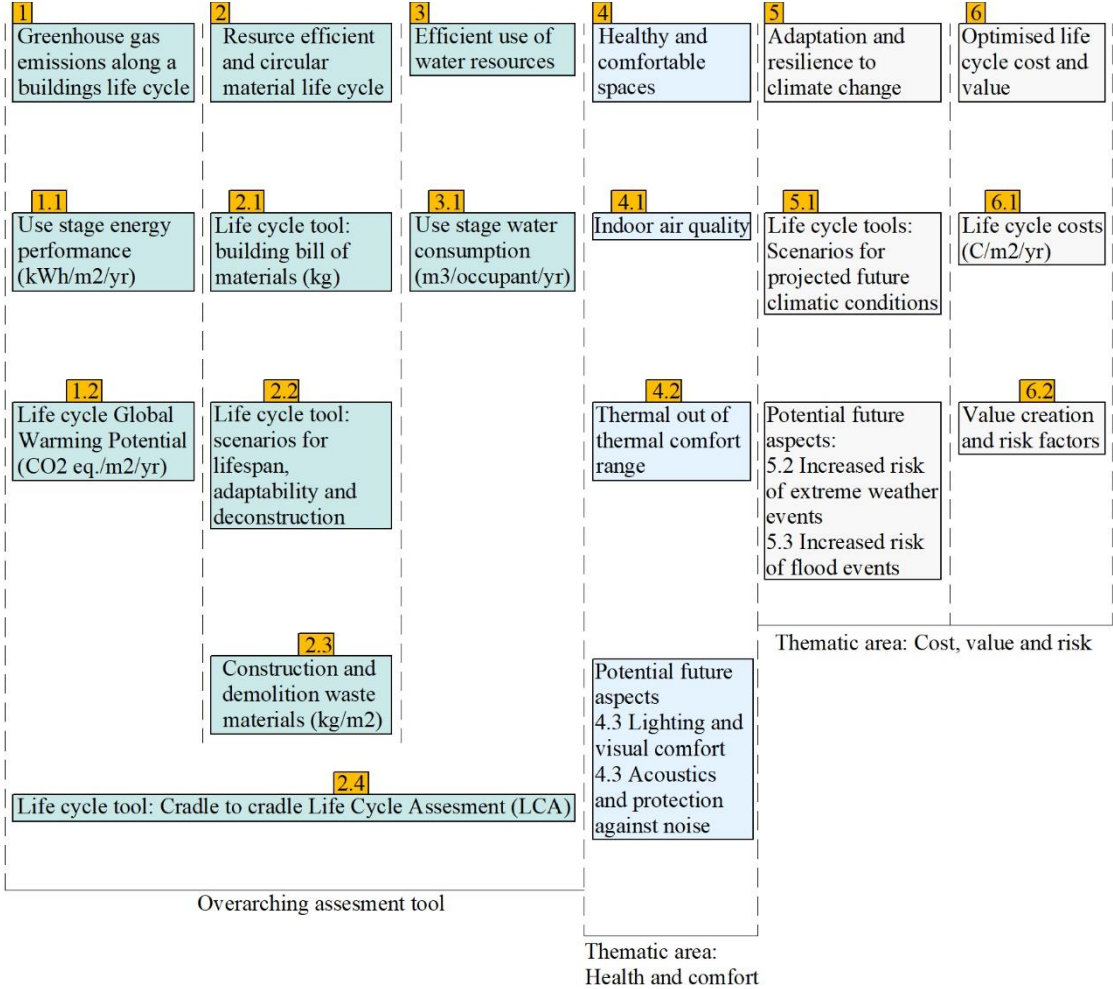 1
Greenhouse gas
emissions along a
buildings life cycle
2
Resurce efficient
and circular
material life cycle
3
Efficient use of
water resources
4
Healthy and
comfortable
spaces
5
Adaptation and
resilience to
climate change
6
Optimised life
cycle cost and
value
1.1
Use stage energy
performance
(kWh/m2/yr)
2.1
Life cycle tool:
building bill of
materials (kg)
3.1
Use stage water
consumption
(m3/occupant/yr)
4.1
Indoor air quality
5.1
Life cycle tools:
Scenarios for
projected future
climatic conditions
6.1
Life cycle costs
(C/m2/yr)
1.2
Life cycle Global
Warming Potential
(CO2 eq./m2/yr)
2.2
Life cycle tool:
scenarios for
lifespan,
adaptability and
deconstruction
4.2
Thermal out of
thermal comfort
range
Potential future
aspects:
5.2 Increased risk
of extreme weather
events
5.3 Increased risk
of flood events
6.2
Value creation
and risk factors
Thematic area: Cost, value and risk
2.3
Construction and
demolition waste
materials (kg/m2)
Potential future
aspects
4.3 Lighting and
visual comfort
4.3 Acoustics
and protection
against noise
2.4
Life cycle tool: Cradle to cradle Life Cycle Assesment (LCA)
Overarching assesment tool
Thematic area:
Health and comfort